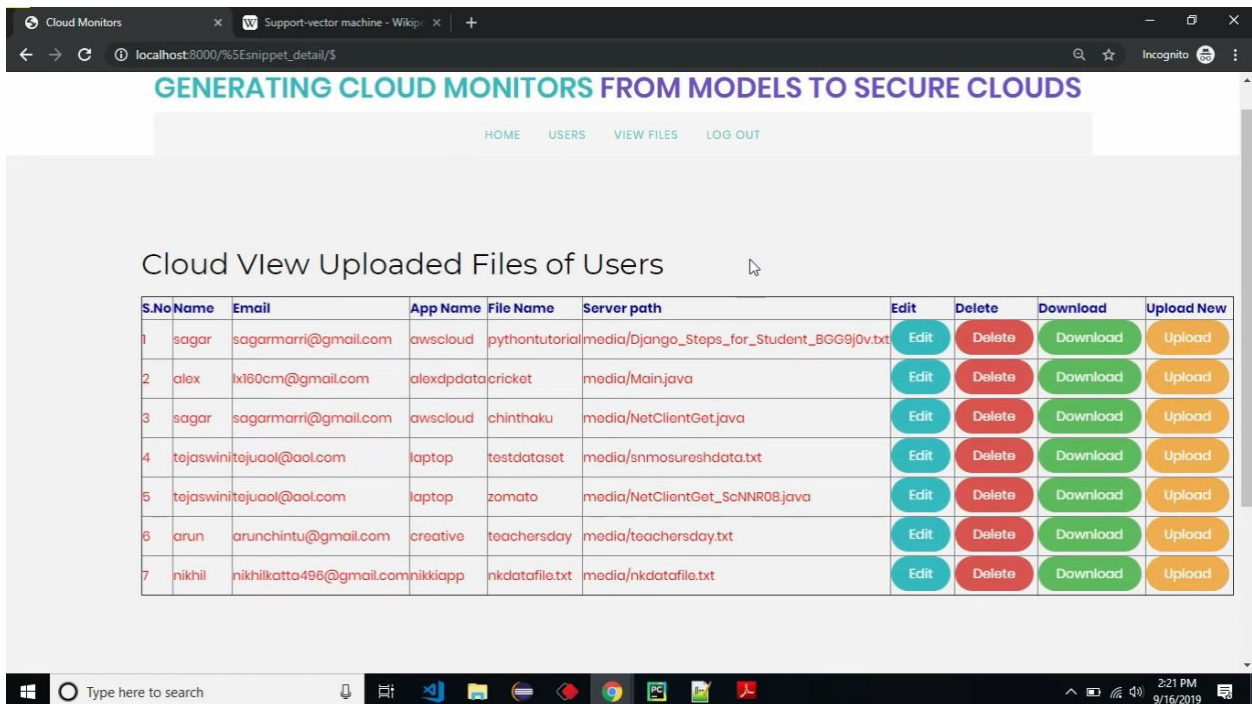 Cloud Monitors
Support-vector machine - Wikipe
localhost:8000/%5Esnippet_detail/$
Incognito
GENERATING CLOUD MONITORS FROM MODELS TO SECURE CLOUDS
HOME USERS VIEW FILES LOG OUT
Cloud VIew Uploaded Files of Users
S.No Name Email App Name File Name Server path Edit Delete Download Upload New
1 sagar sagarmarri@gmail.com awscloud pythontutorial media/Django_Steps_for_Student_BGG9j0v.txt Edit Delete Download Upload
2 alex lx160cm@gmail.com alexdpdata cricket media/Main.java Edit Delete Download Upload
3 sagar sagarmarri@gmail.com awscloud chinthaku media/NetClientGet.java Edit Delete Download Upload
4 tejaswini tejuaol@aol.com laptop testdataset media/snmosureshdata.txt Edit Delete Download Upload
5 tejaswini tejuaol@aol.com laptop zomato media/NetClientGet_ScNNR08.java Edit Delete Download Upload
6 arun arunchintu@gmail.com creative teachersday media/teachersday.txt Edit Delete Download Upload
7 nikhil nikhilkatta496@gmail.com nikkiapp nkdatafile.txt media/nkdatafile.txt Edit Delete Download Upload
Type here to search
2:21 PM
9/16/2019